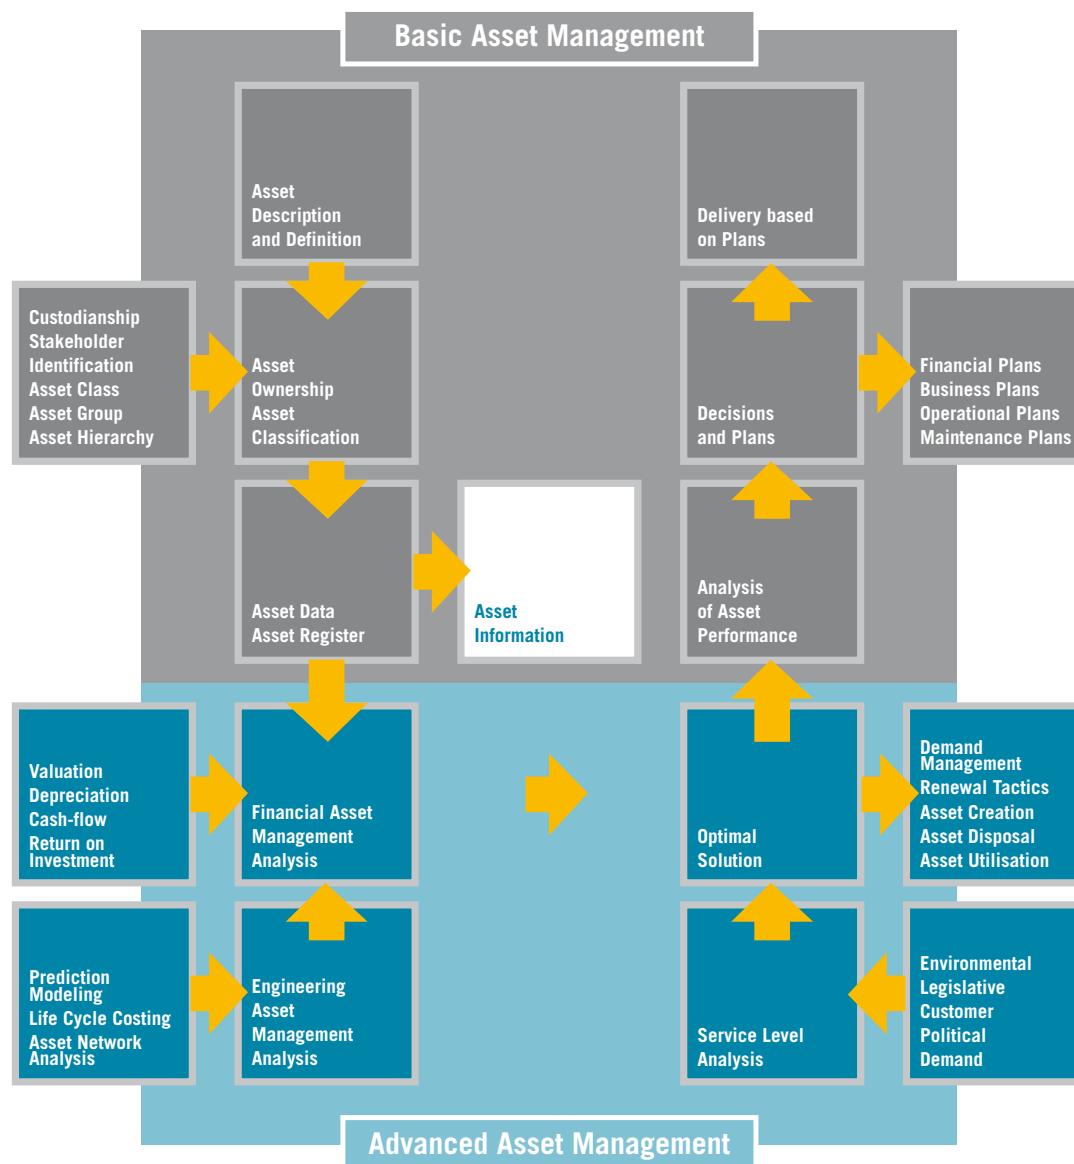 Basic Asset Management
Asset
Description
and Definition
Delivery based
on Plans
Custodianship
Stakeholder
Identification
Asset Class
Asset Group
Asset Hierarchy
Asset
Ownership
Asset
Classification
Decisions
and Plans
Financial Plans
Business Plans
Operational Plans
Maintenance Plans
Asset Data
Asset Register
Asset
Information
Analysis
of Asset
Performance
Valuation
Depreciation
Cash-flow
Return on
Investment
Financial Asset
Management
Analysis
Optimal
Solution
Demand
Management
Renewal Tactics
Asset Creation
Asset Disposal
Asset Utilisation
Prediction
Modeling
Life Cycle Costing
Asset Network
Analysis
Engineering
Asset
Management
Analysis
Service Level
Analysis
Environmental
Legislative
Customer
Political
Demand
Advanced Asset Management